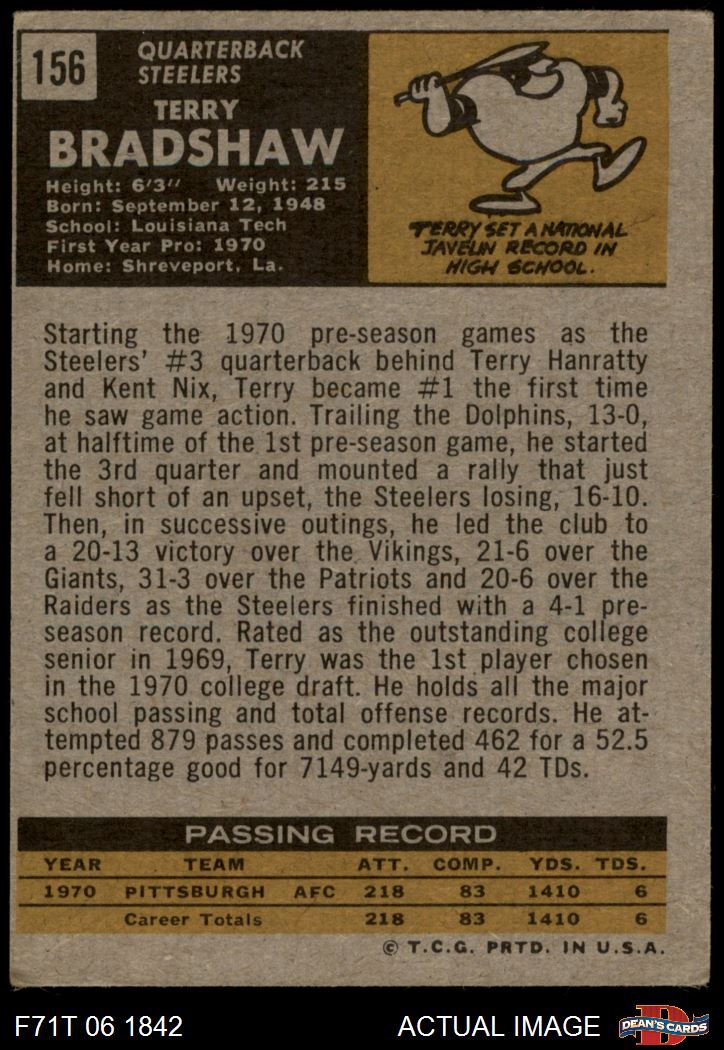 156
QUARTERBACK
STEELERS
TERRY
BRADSHAW
Height: 6'3" Weight: 215
Born: September 12, 1948
School: Louisiana Tech
First Year Pro: 1970
Home: Shreveport, La.
TERRY SET A NATIONAL
JAVELIN RECORD IN
HIGH SCHOOL.
Starting the 1970 pre-season games as the
Steelers' #3 quarterback behind Terry Hanratty
and Kent Nix, Terry became #1 the first time
he saw game action. Trailing the Dolphins, 13-0,
at halftime of the 1st pre-season game, he started
the 3rd quarter and mounted a rally that just
fell short of an upset, the Steelers losing, 16-10.
Then, in successive outings, he led the club to
a 20-13 victory over the Vikings, 21-6 over the
Giants, 31-3 over the Patriots and 20-6 over the
Raiders as the Steelers finished with a 4-1 pre-
season record. Rated as the outstanding college
senior in 1969, Terry was the 1st player chosen
in the 1970 college draft. He holds all the major
school passing and total offense records. He at-
tempted 879 passes and completed 462 for a 52.5
percentage good for 7149-yards and 42 TDs.
PASSING RECORD
YEAR TEAM ATT. COMP. YDS. TDS.
1970 PITTSBURGH AFC 218 83 1410 6
Career Totals 218 83 1410 6
© T.C.G. PRTD. IN U.S.A.
F71T 06 1842 ACTUAL IMAGE
D
DEAN'S CARDS